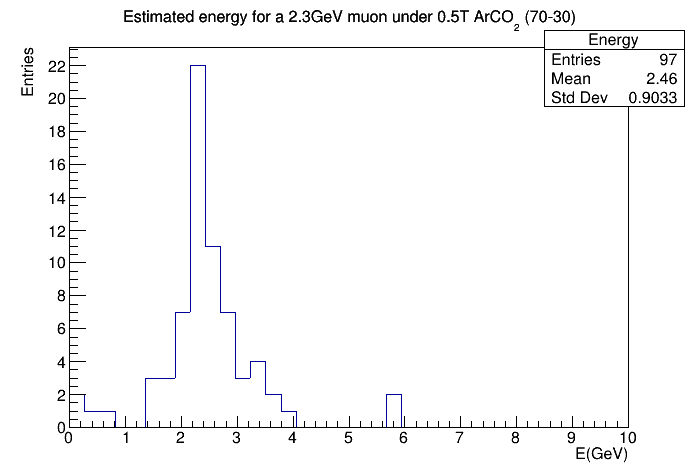 Estimated energy for a 2.3GeV muon under 0.5T ArCO2 (70-30)
Energy
Entries 97
Mean 2.46
Std Dev 0.9033
Entries
22
20
18
16
14
12
10
8
6
4
2
0
0 1 2 3 4 5 6 7 8 9 10
E(GeV)